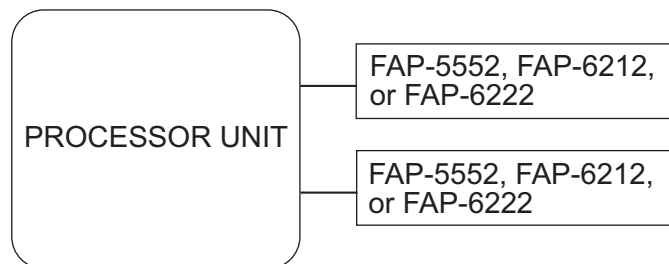 PROCESSOR UNIT
FAP-5552, FAP-6212,
or FAP-6222
FAP-5552, FAP-6212,
or FAP-6222